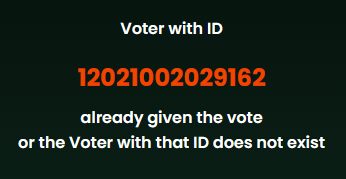 Voter with ID
12021002029162
already given the vote
or the Voter with that ID does not exist